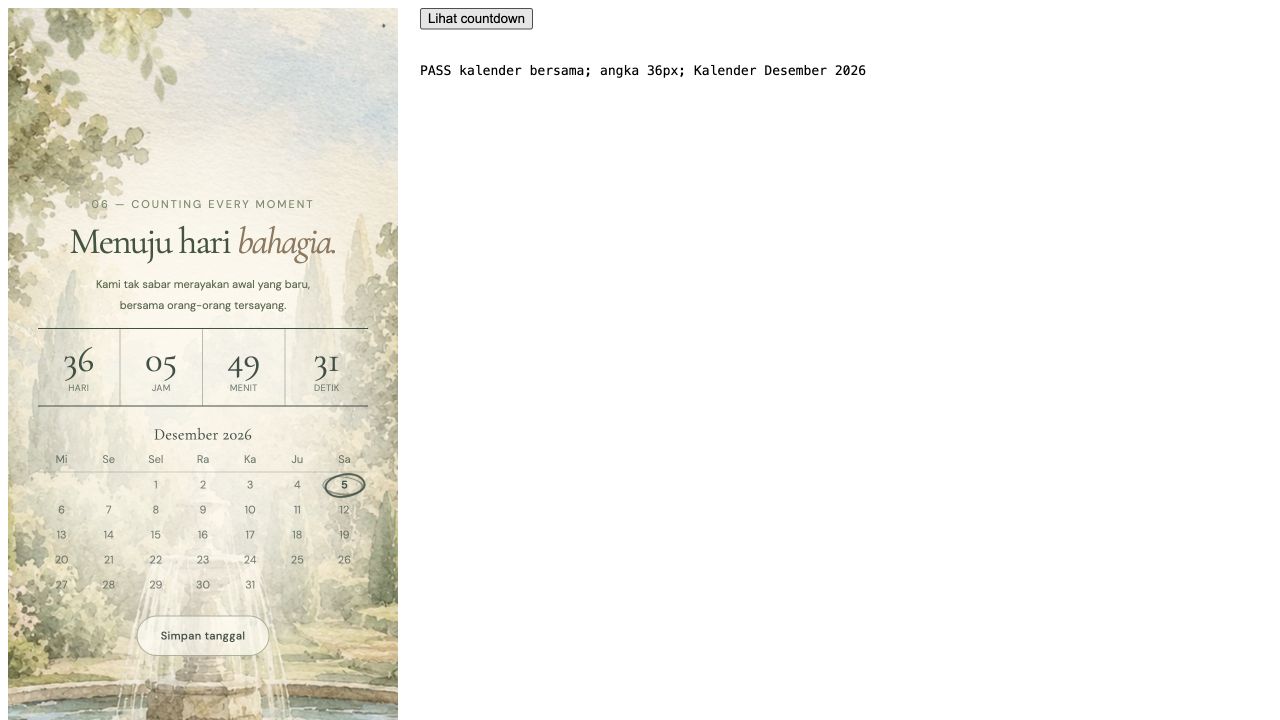 Lihat countdown
PASS kalender bersama; angka 36px; Kalender Desember 2026
06 — COUNTING EVERY MOMENT
Menuju hari bahagia.
Kami tak sabar merayakan awal yang baru,
bersama orang-orang tersayang.
36 05 49 31
HARI JAM MENIT DETIK
Desember 2026
Mi Se Sel Ra Ka Ju Sa
1 2 3 4 5
6 7 8 9 10 11 12
13 14 15 16 17 18 19
20 21 22 23 24 25 26
27 28 29 30 31
Simpan tanggal